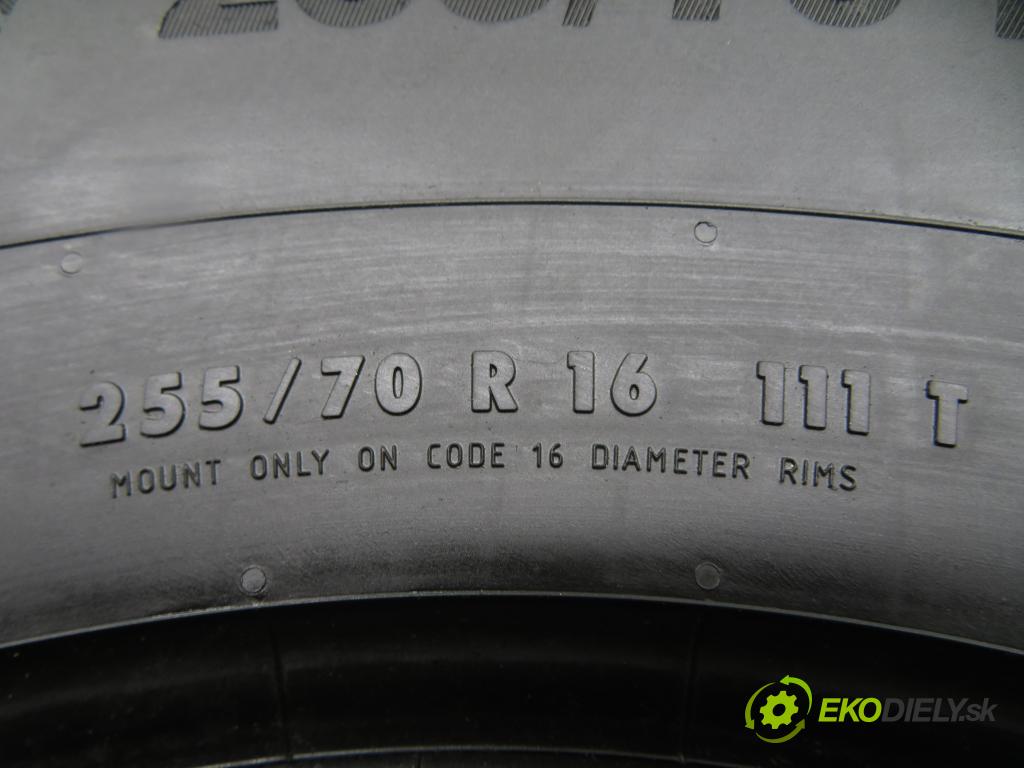 255/70 R 16 111 T
MOUNT ONLY ON CODE 16 DIAMETER RIMS
EKODIELY.sk